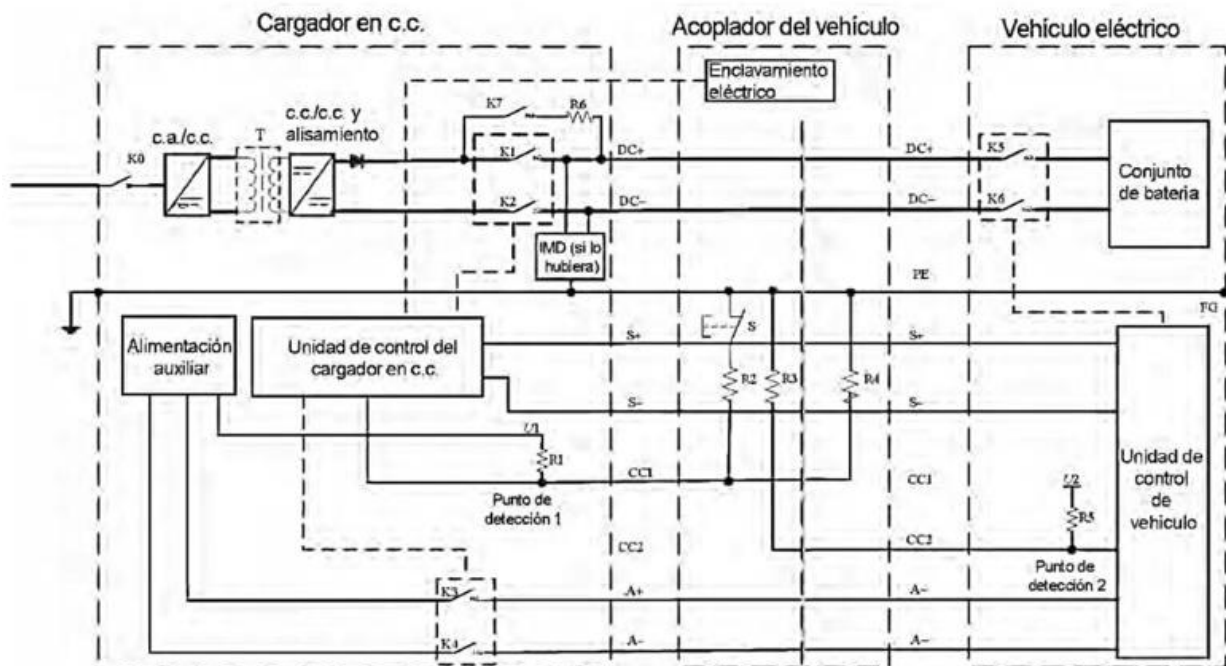 Cargador en c.c.
Acoplador del vehículo
Vehículo eléctrico
Enclavamiento
eléctrico
c.c./c.c. y
alisamiento
K7
R6
c.a./c.c.
T
K0
K1
DC+
DC+
K5
Conjunto
de batería
K2
DC−
DC−
K6
IMD (si lo
hubiera)
PE
FG
Alimentación
auxiliar
Unidad de control del
cargador en c.c.
S+
S
S+
R2
R3
R4
S−
S−
U1
R1
CC1
CC1
Punto de
detección 1
Unidad de
control
de
vehiculo
U2
R5
CC2
CC2
Punto de
detección 2
K3
A+
A−
K4
A−
A−